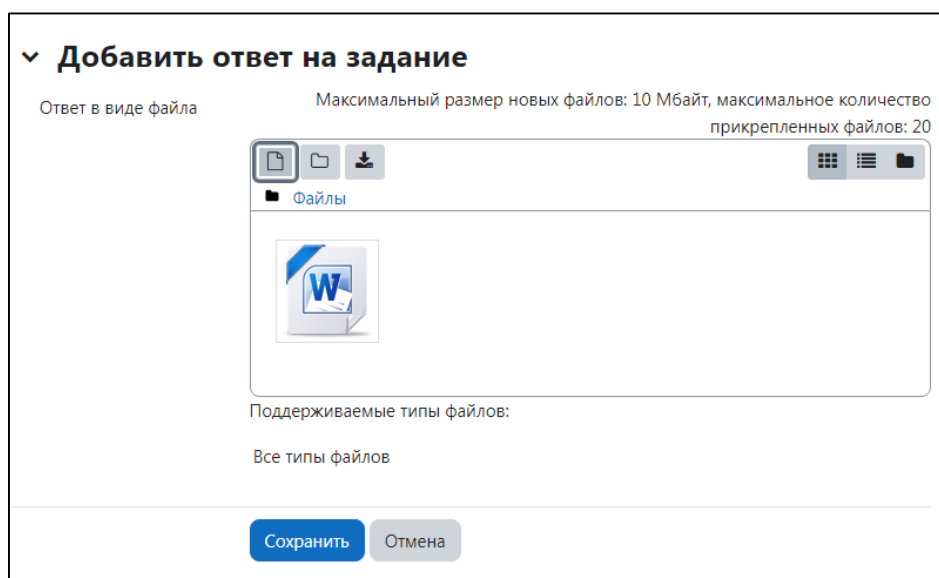 Добавить ответ на задание
Ответ в виде файла
Максимальный размер новых файлов: 10 Мбайт, максимальное количество
прикрепленных файлов: 20
Файлы
W
Поддерживаемые типы файлов:
Все типы файлов
Сохранить Отмена